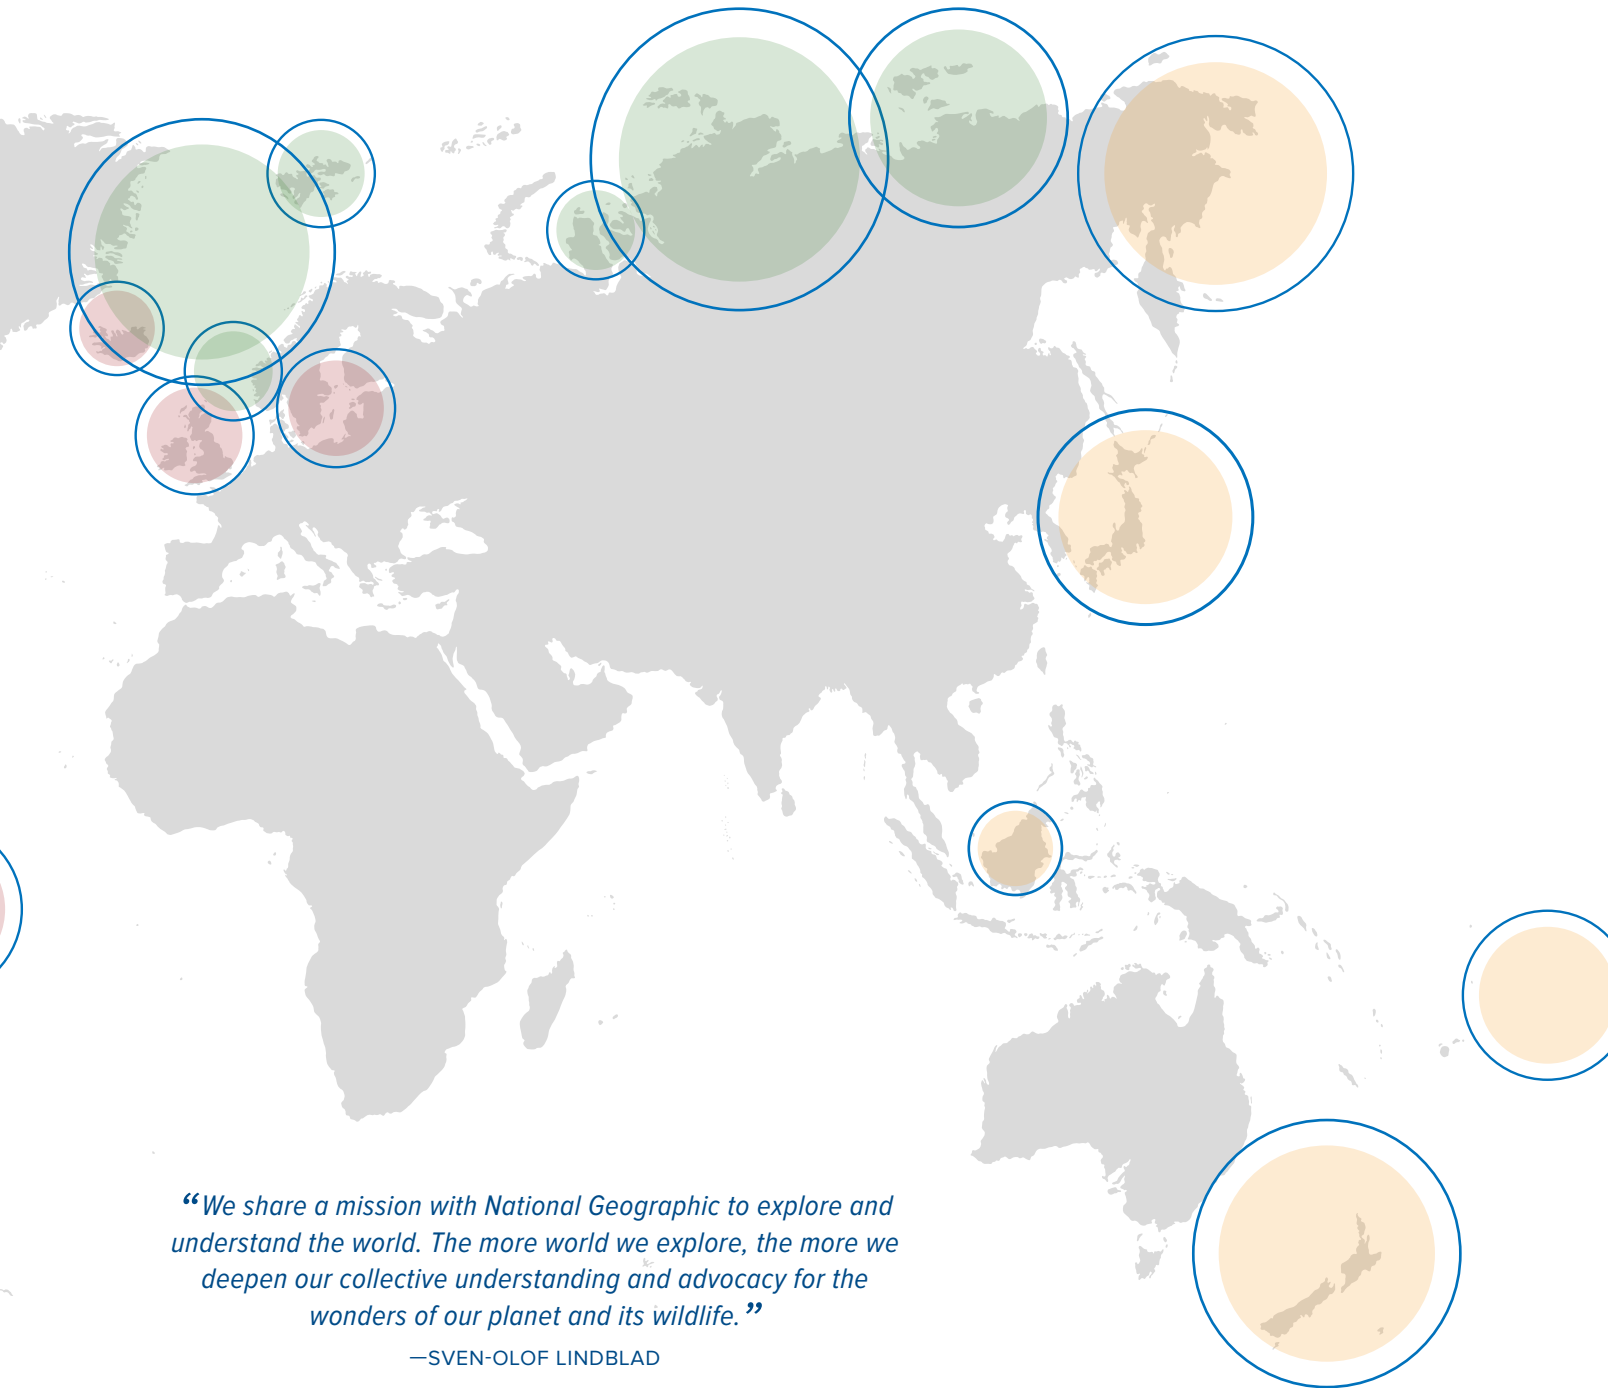 “We share a mission with National Geographic to explore and
understand the world. The more world we explore, the more we
deepen our collective understanding and advocacy for the
wonders of our planet and its wildlife.”
—SVEN-OLOF LINDBLAD